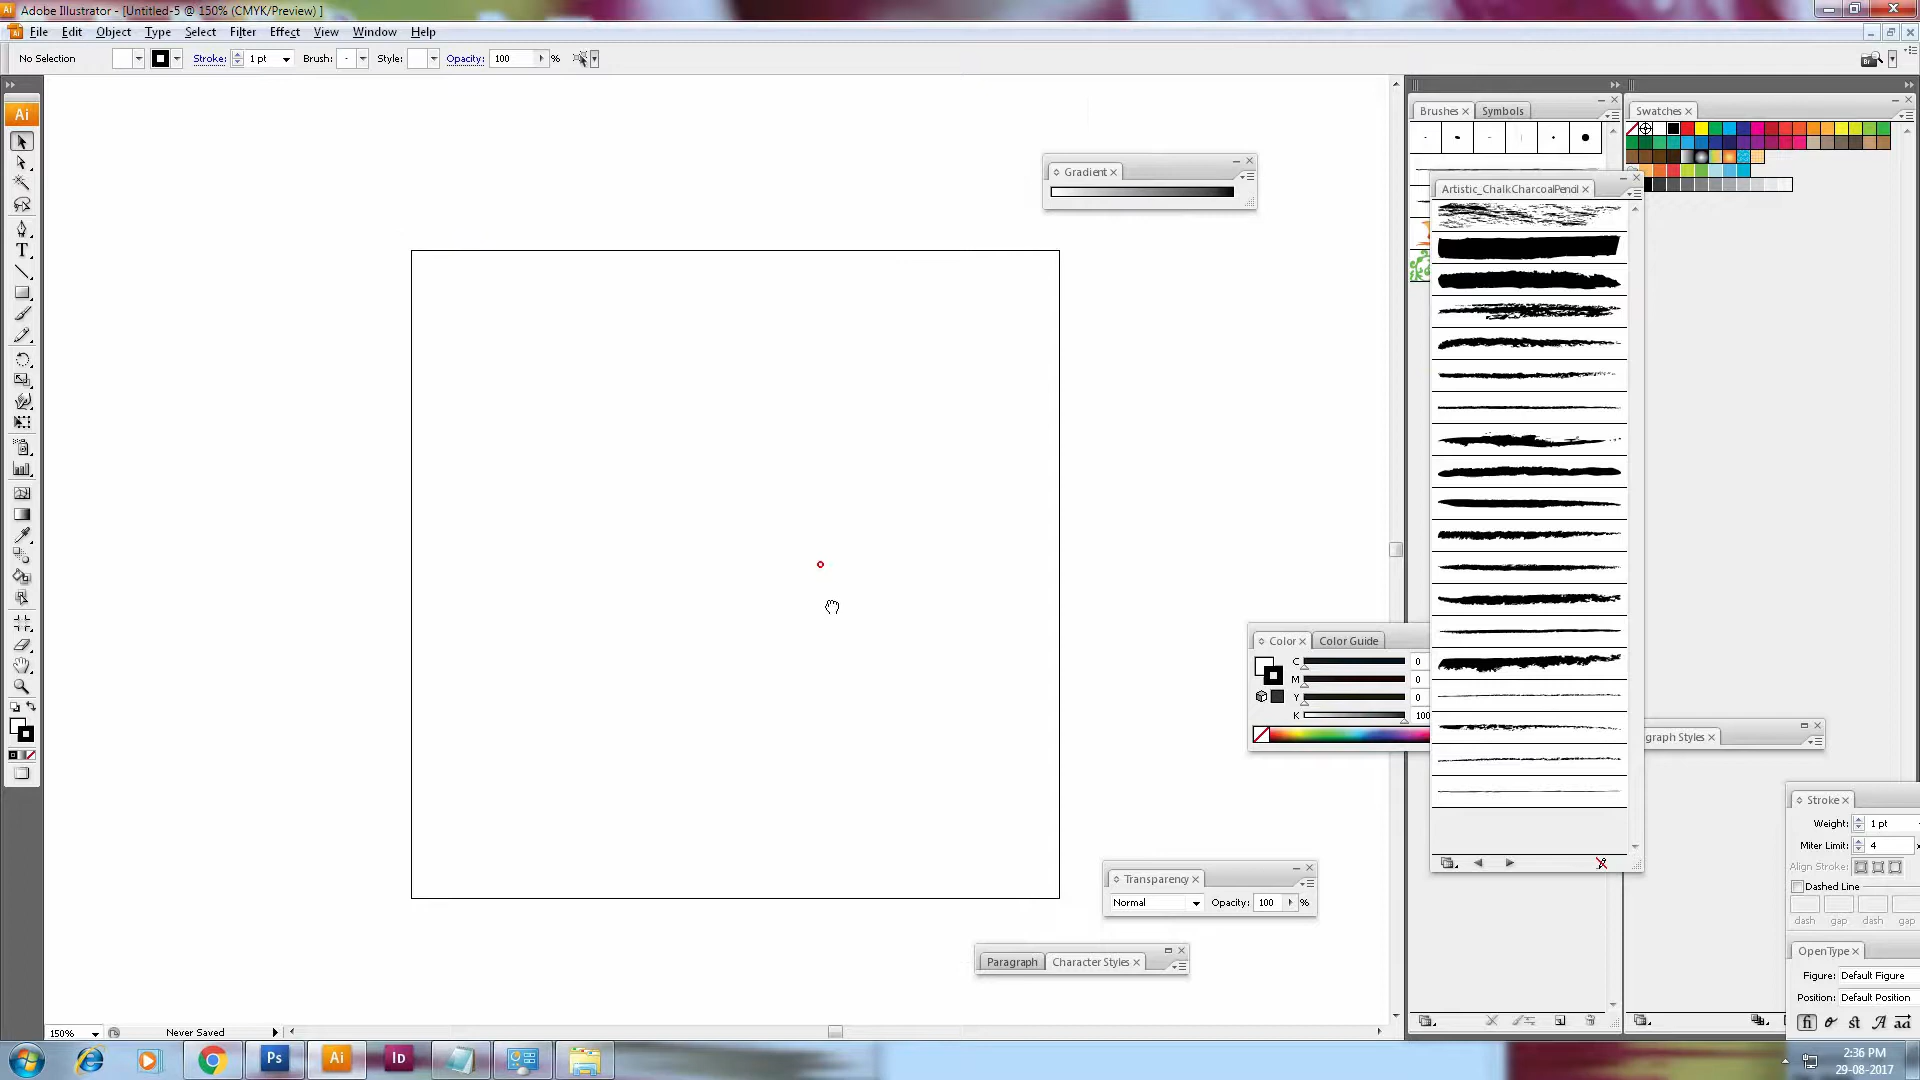 Adobe Illustrator - [Untitled-5 @ 150% (CMYK/Preview) ]
File Edit Object Type Select Filter Effect View Window Help
No Selection Stroke: 1 pt Brush: Style: Opacity: 100 %
Ai
T
Gradient
Brushes Symbols
Swatches
Artistic_ChalkCharcoalPencil
Color Color Guide
C 0
M 0
Y 0
K 100
graph Styles
Stroke
Weight: 1 pt
Miter Limit: 4
Align Stroke:
Dashed Line
dash gap dash gap
Transparency
Normal Opacity: 100 %
Paragraph Character Styles
OpenType
Figure: Default Figure
Position: Default Position
fi st A aa
150% Never Saved
Ps Ai Id
2:36 PM
29-08-2017